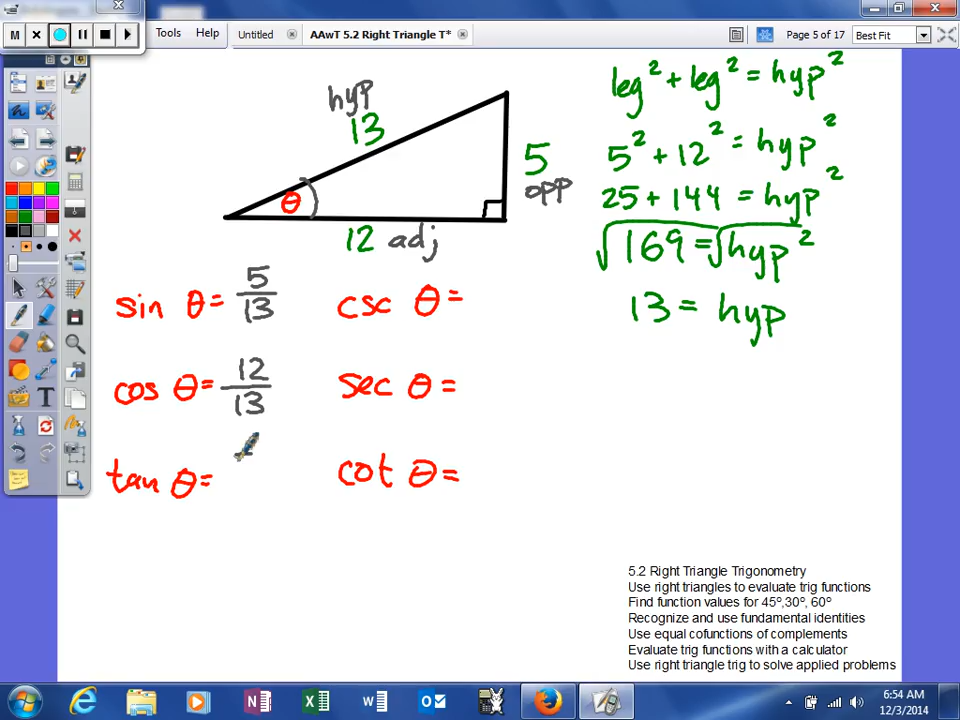 M
Tools Help Untitled AAwT 5.2 Right Triangle T* Page 5 of 17 Best Fit
hyp
13
θ
5
opp
12 adj
leg² + leg² = hyp²
5² + 12² = hyp²
25 + 144 = hyp²
√169 = √hyp²
13 = hyp
sin θ = 5/13 csc θ =
cos θ = 12/13 sec θ =
tan θ = cot θ =
5.2 Right Triangle Trigonometry
Use right triangles to evaluate trig functions
Find function values for 45°,30°, 60°
Recognize and use fundamental identities
Use equal cofunctions of complements
Evaluate trig functions with a calculator
Use right triangle trig to solve applied problems
6:54 AM
12/3/2014